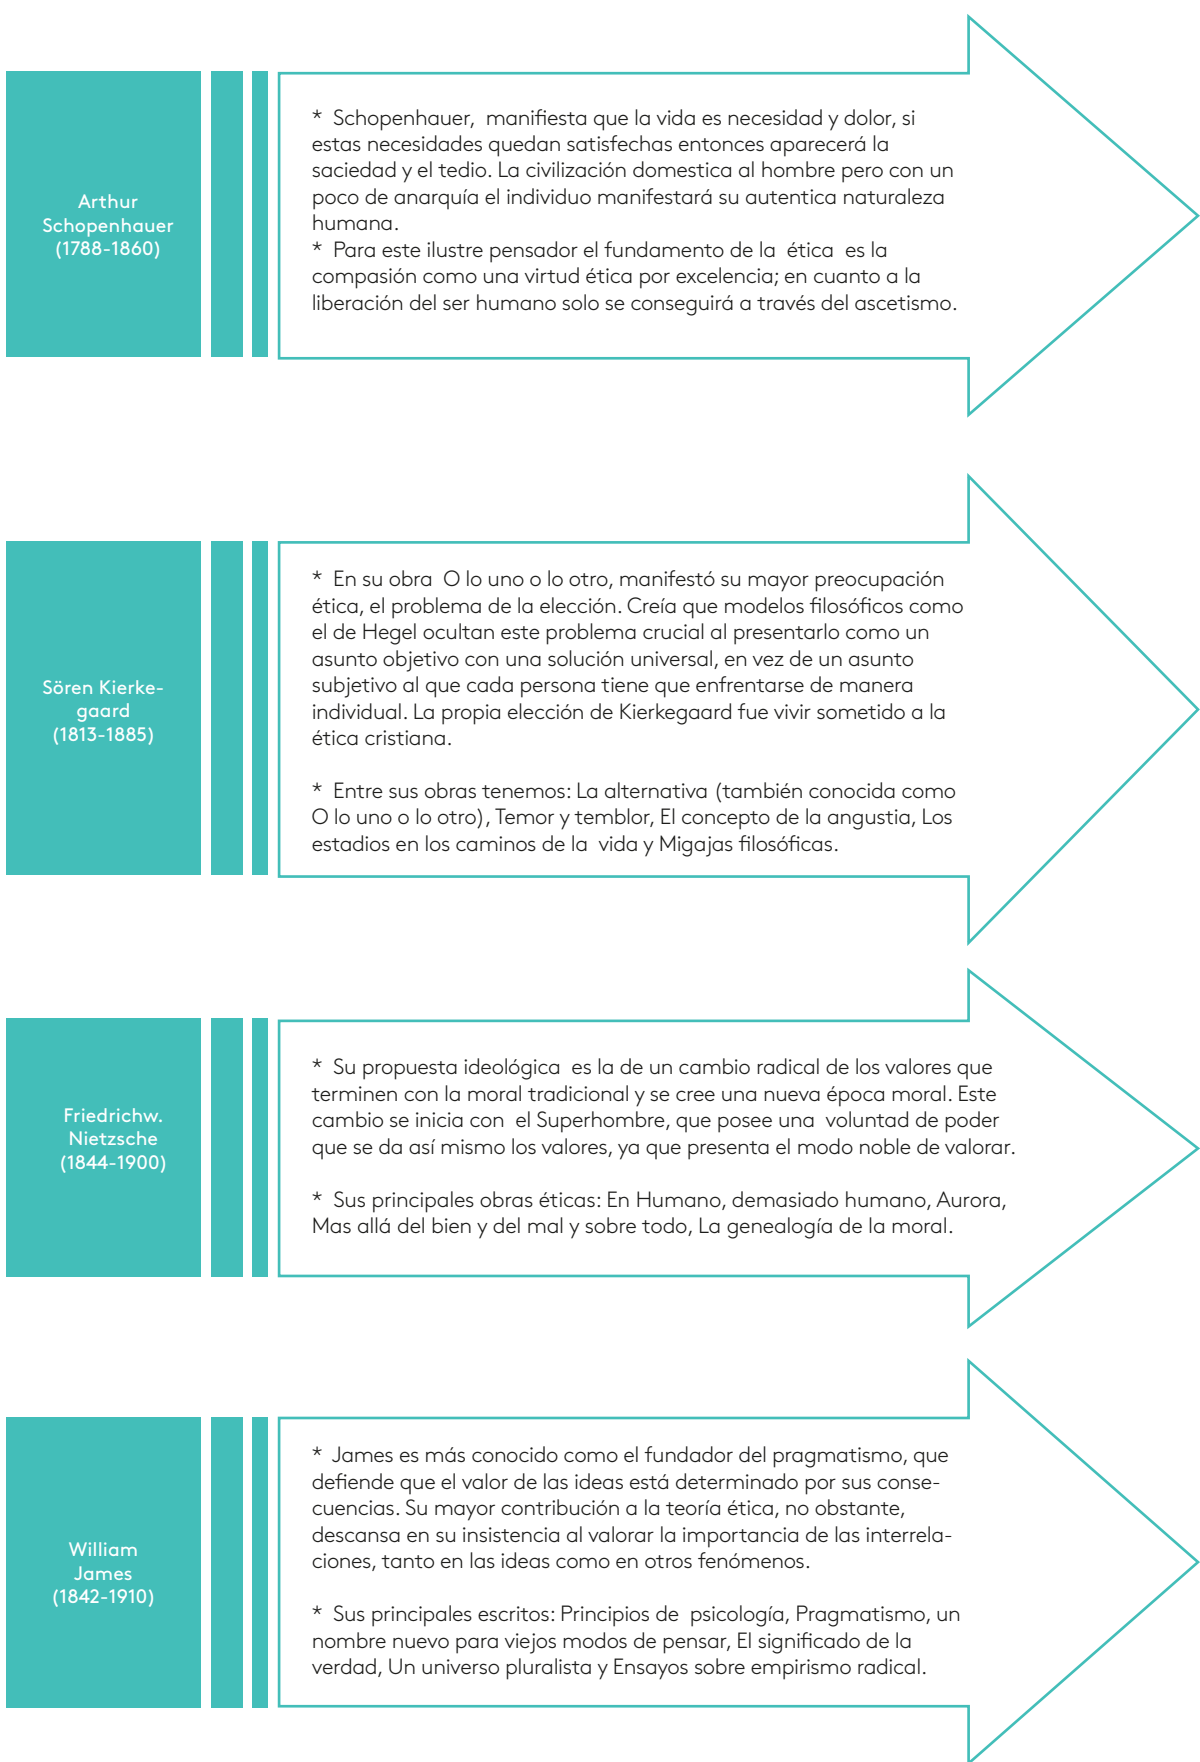 Arthur
Schopenhauer
(1788-1860)
* Schopenhauer, manifiesta que la vida es necesidad y dolor, si
estas necesidades quedan satisfechas entonces aparecerá la
saciedad y el tedio. La civilización domestica al hombre pero con un
poco de anarquía el individuo manifestará su autentica naturaleza
humana.
* Para este ilustre pensador el fundamento de la ética es la
compasión como una virtud ética por excelencia; en cuanto a la
liberación del ser humano solo se conseguirá a través del ascetismo.
Sören Kierke-
gaard
(1813-1885)
* En su obra O lo uno o lo otro, manifestó su mayor preocupación
ética, el problema de la elección. Creía que modelos filosóficos como
el de Hegel ocultan este problema crucial al presentarlo como un
asunto objetivo con una solución universal, en vez de un asunto
subjetivo al que cada persona tiene que enfrentarse de manera
individual. La propia elección de Kierkegaard fue vivir sometido a la
ética cristiana.
* Entre sus obras tenemos: La alternativa (también conocida como
O lo uno o lo otro), Temor y temblor, El concepto de la angustia, Los
estadios en los caminos de la vida y Migajas filosóficas.
Friedrichw.
Nietzsche
(1844-1900)
* Su propuesta ideológica es la de un cambio radical de los valores que
terminen con la moral tradicional y se cree una nueva época moral. Este
cambio se inicia con el Superhombre, que posee una voluntad de poder
que se da así mismo los valores, ya que presenta el modo noble de valorar.
* Sus principales obras éticas: En Humano, demasiado humano, Aurora,
Mas allá del bien y del mal y sobre todo, La genealogía de la moral.
William
James
(1842-1910)
* James es más conocido como el fundador del pragmatismo, que
defiende que el valor de las ideas está determinado por sus conse-
cuencias. Su mayor contribución a la teoría ética, no obstante,
descansa en su insistencia al valorar la importancia de las interrela-
ciones, tanto en las ideas como en otros fenómenos.
* Sus principales escritos: Principios de psicología, Pragmatismo, un
nombre nuevo para viejos modos de pensar, El significado de la
verdad, Un universo pluralista y Ensayos sobre empirismo radical.